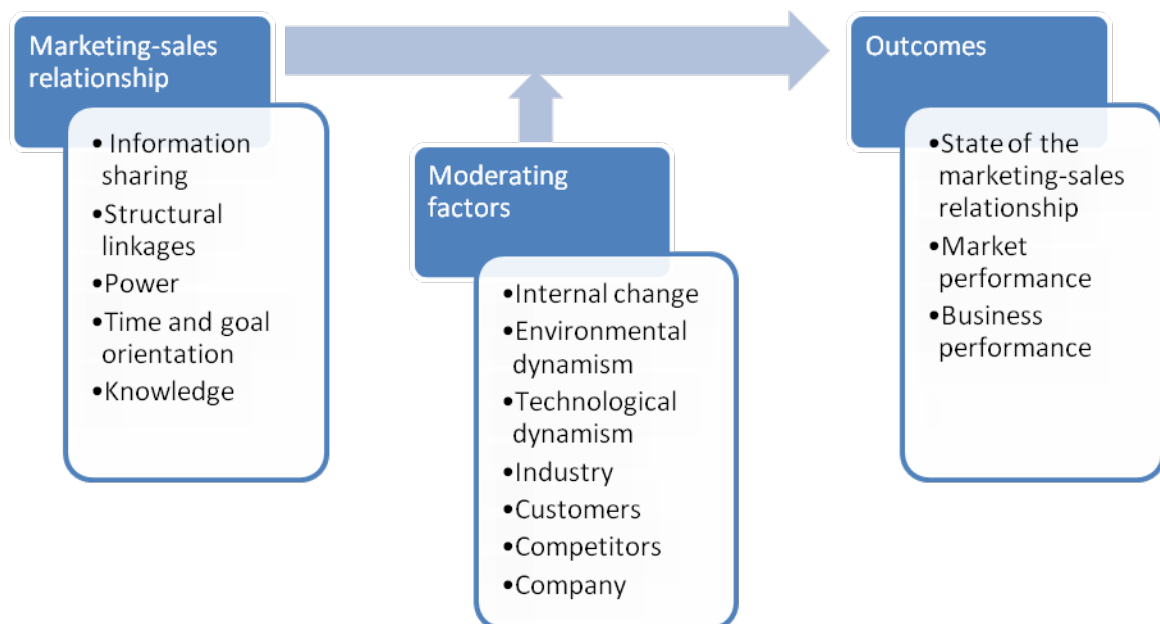 Marketing-sales
relationship
• Information
sharing
•Structural
linkages
•Power
•Time and goal
orientation
•Knowledge
Moderating
factors
•Internal change
•Environmental
dynamism
•Technological
dynamism
•Industry
•Customers
•Competitors
•Company
Outcomes
•State of the
marketing-sales
relationship
•Market
performance
•Business
performance